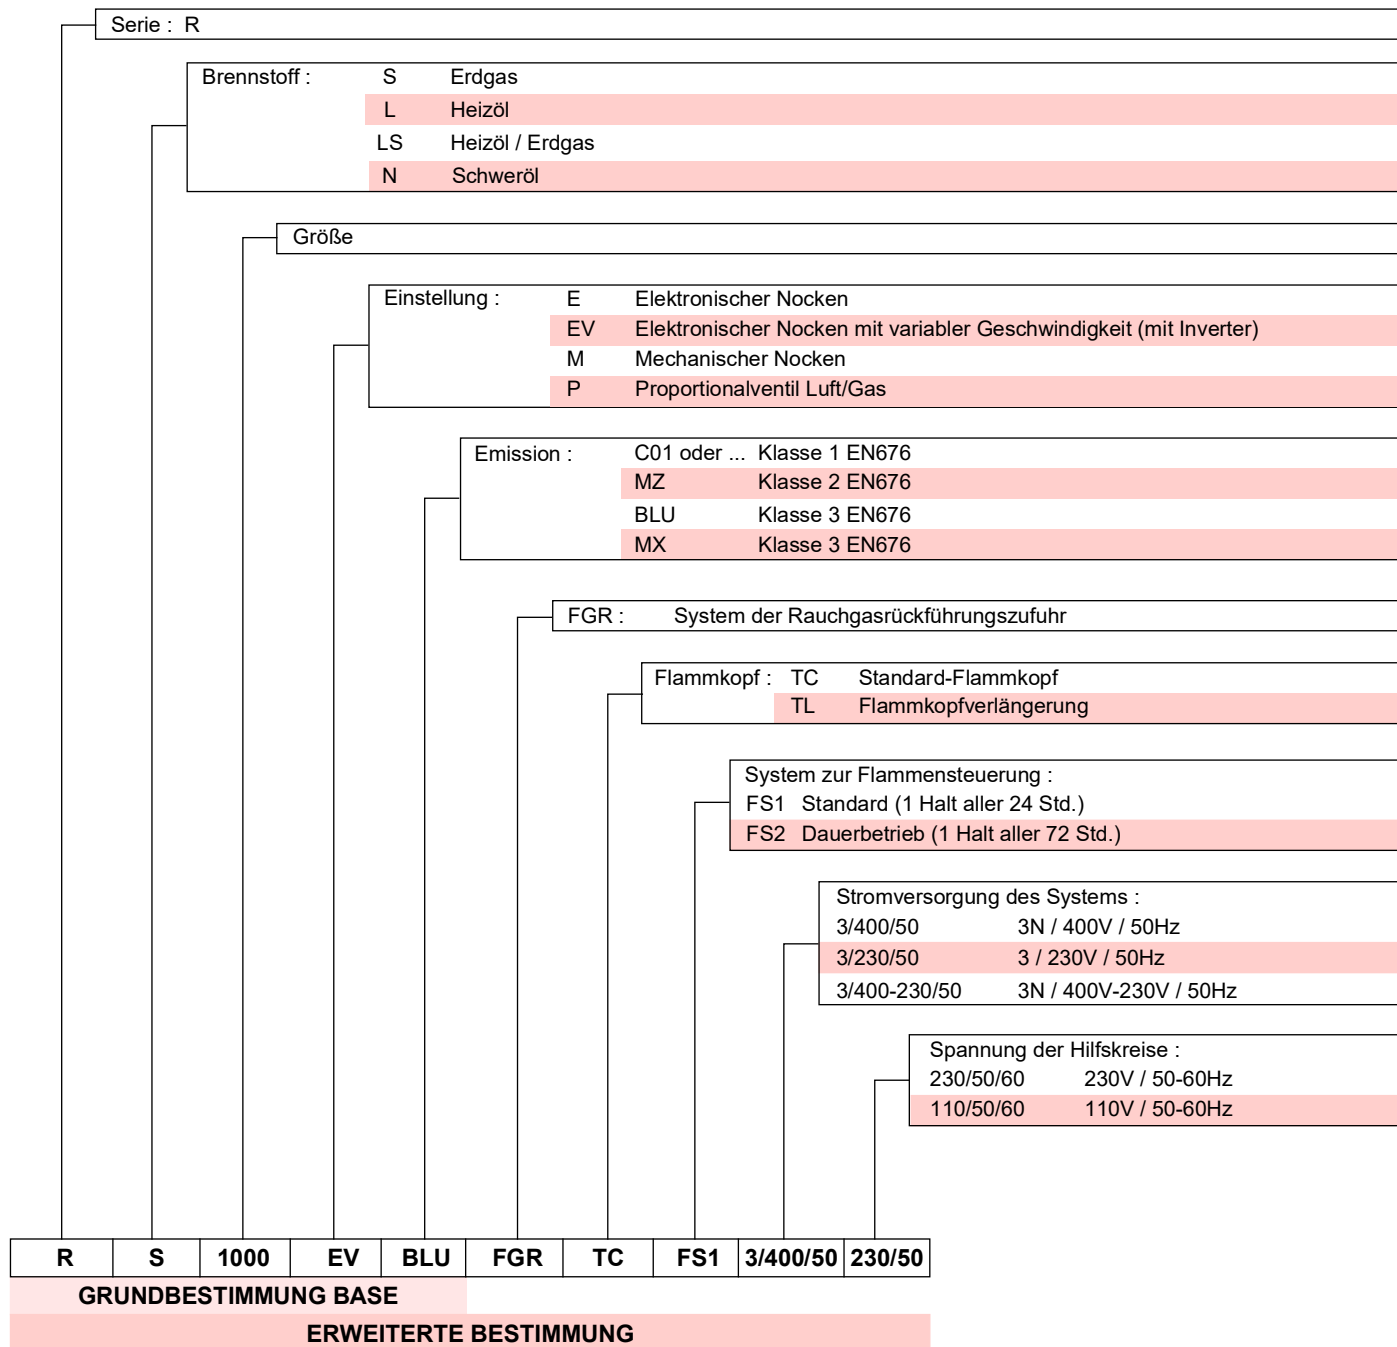 Serie : R
Brennstoff : S Erdgas
L Heizöl
LS Heizöl / Erdgas
N Schweröl
Größe
Einstellung : E Elektronischer Nocken
EV Elektronischer Nocken mit variabler Geschwindigkeit (mit Inverter)
M Mechanischer Nocken
P Proportionalventil Luft/Gas
Emission : C01 oder ... Klasse 1 EN676
MZ Klasse 2 EN676
BLU Klasse 3 EN676
MX Klasse 3 EN676
FGR : System der Rauchgasrückführungszufuhr
Flammkopf : TC Standard-Flammkopf
TL Flammkopfverlängerung
System zur Flammensteuerung :
FS1 Standard (1 Halt aller 24 Std.)
FS2 Dauerbetrieb (1 Halt aller 72 Std.)
Stromversorgung des Systems :
3/400/50 3N / 400V / 50Hz
3/230/50 3 / 230V / 50Hz
3/400-230/50 3N / 400V-230V / 50Hz
Spannung der Hilfskreise :
230/50/60 230V / 50-60Hz
110/50/60 110V / 50-60Hz
R S 1000 EV BLU FGR TC FS1 3/400/50 230/50
GRUNDBESTIMMUNG BASE
ERWEITERTE BESTIMMUNG